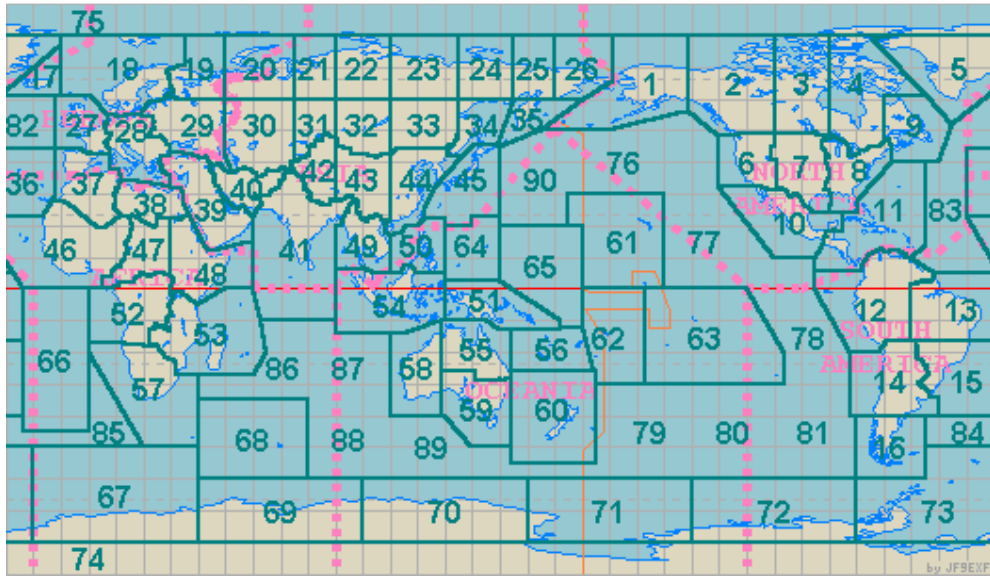 75
17 18 19 20 21 22 23 24 25 26 1 2 3 4 5
82 27 28 29 30 31 32 33 34 35 9
EUROPE
36 37 38 39 40 42 43 44 45 90 76 6 7 8
ASIA
NORTH
AMERICA
46 47 48 41 49 50 64 65 61 77 10 11 83
AFRICA
52 53 54 51 62 63 78 12 13
SOUTH
AMERICA
66 57 86 87 58 55 56 14 15
OCEANIA
59 60
85 68 88 89 79 80 81 16 84
67 69 70 71 72 73
74
by JF9EXF